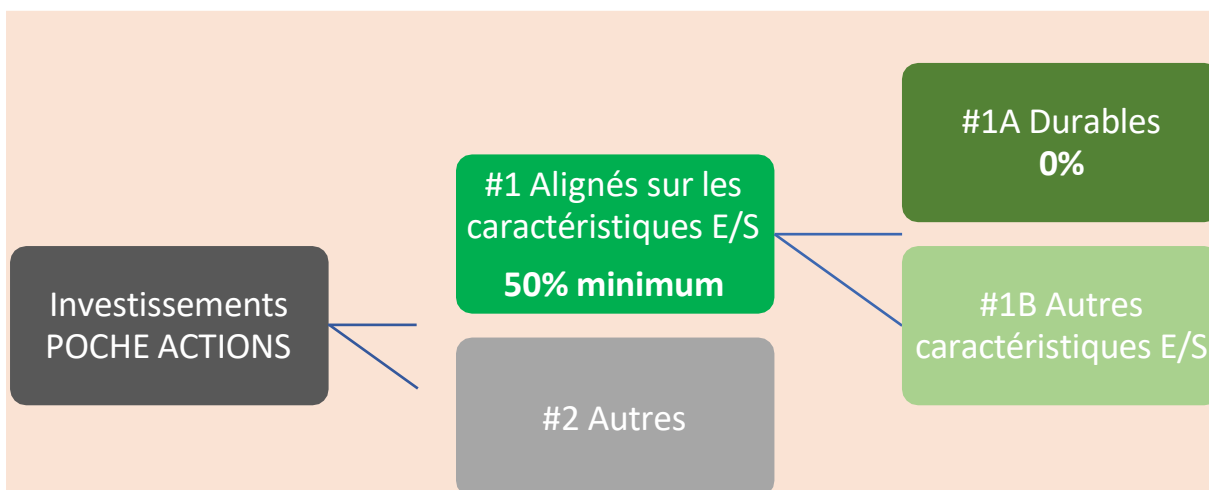 Investissements
POCHE ACTIONS
#1 Alignés sur les
caractéristiques E/S
50% minimum
#2 Autres
#1A Durables
0%
#1B Autres
caractéristiques E/S